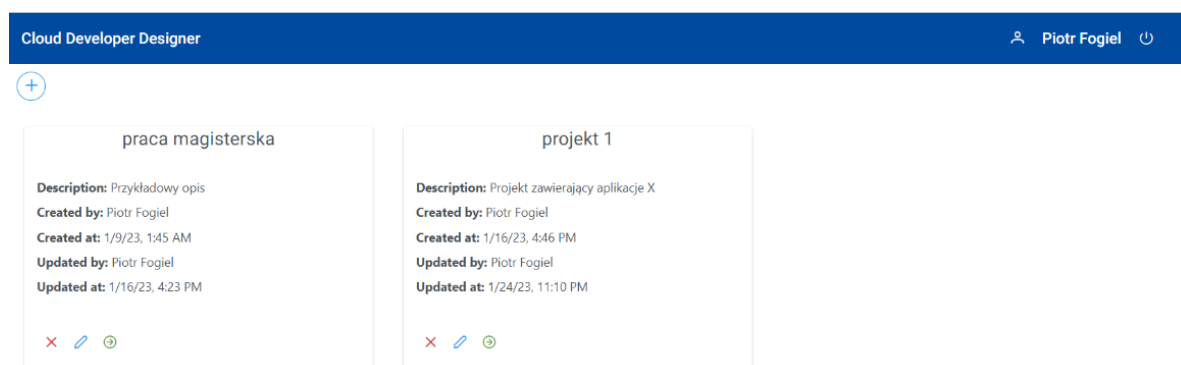 Cloud Developer Designer
Piotr Fogiel
praca magisterska
Description: Przykładowy opis
Created by: Piotr Fogiel
Created at: 1/9/23, 1:45 AM
Updated by: Piotr Fogiel
Updated at: 1/16/23, 4:23 PM
projekt 1
Description: Projekt zawierający aplikacje X
Created by: Piotr Fogiel
Created at: 1/16/23, 4:46 PM
Updated by: Piotr Fogiel
Updated at: 1/24/23, 11:10 PM